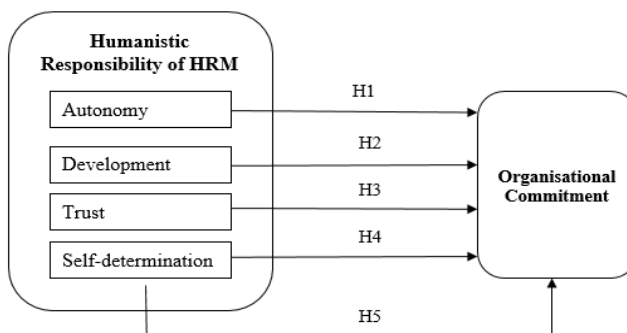 Humanistic
Responsibility of HRM
Autonomy
H1
Development
H2
Trust
H3
Self-determination
H4
Organisational
Commitment
H5